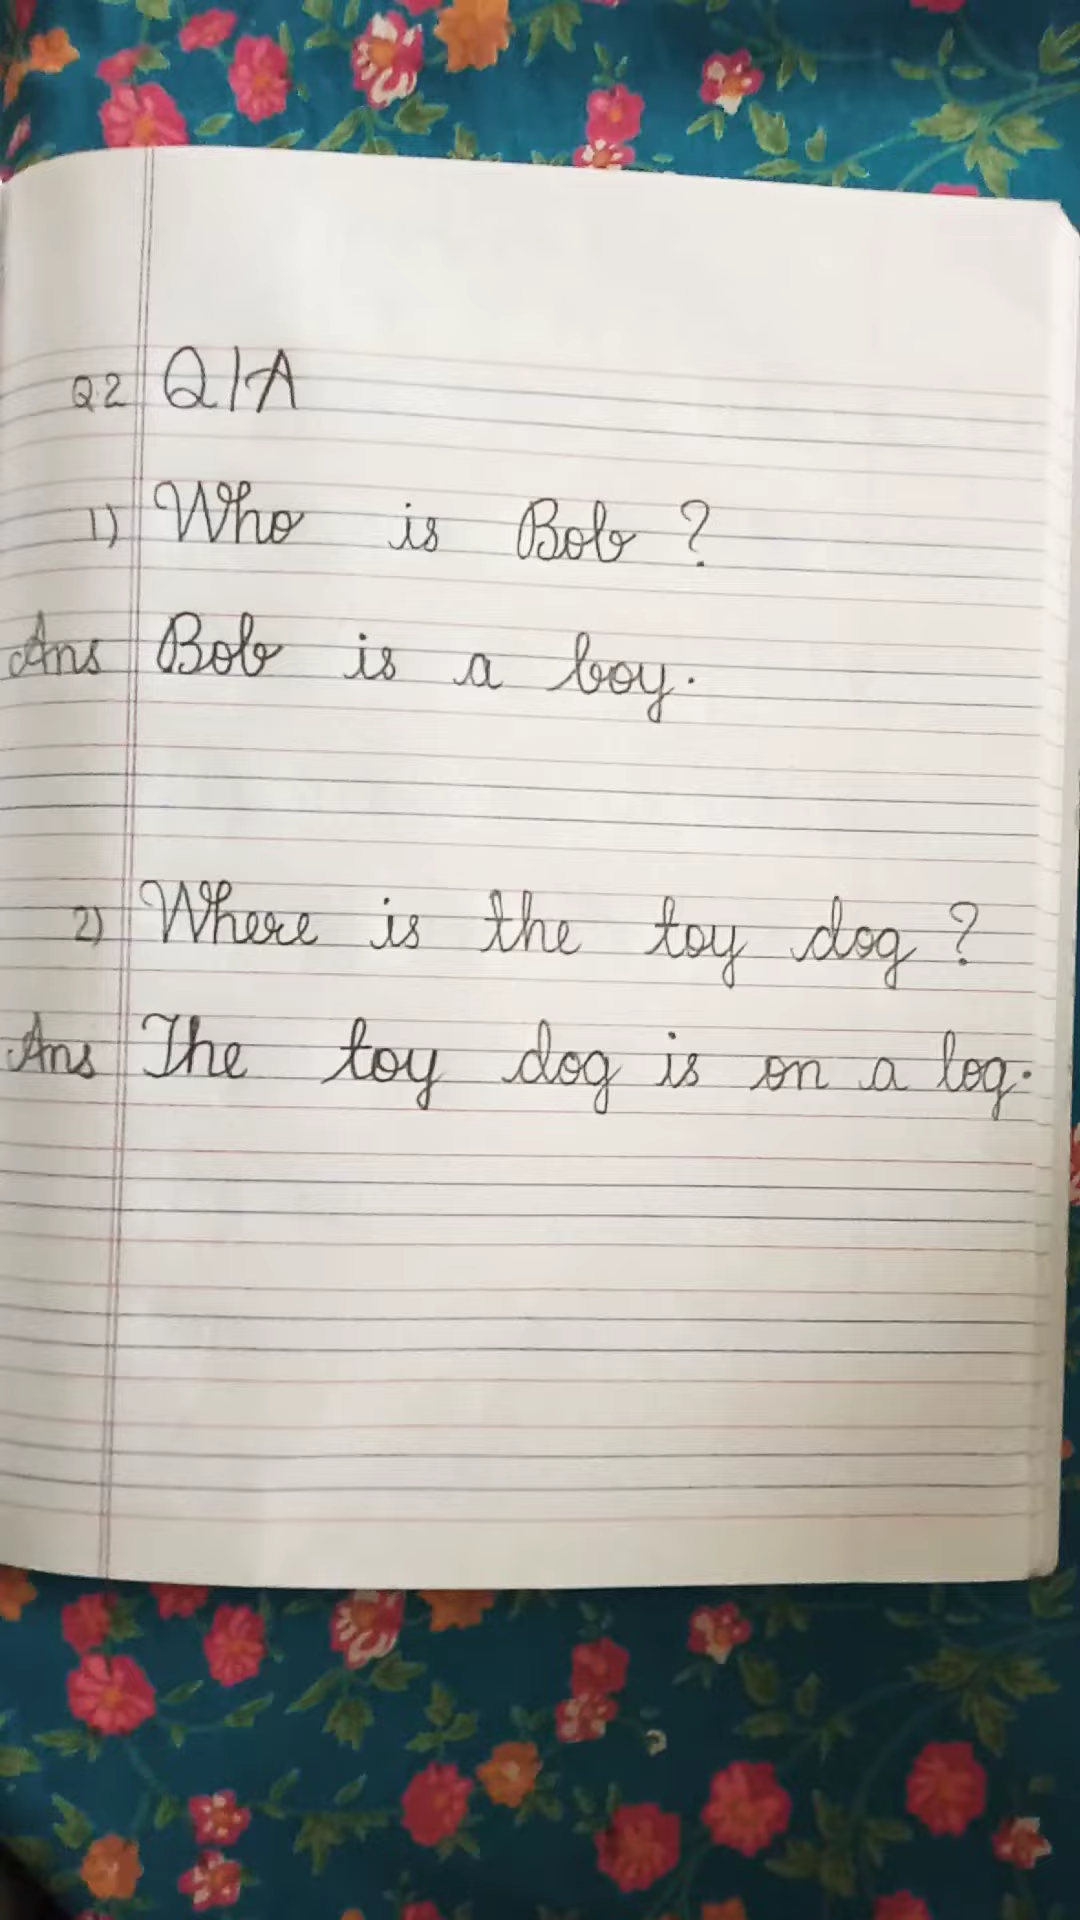 Q.2 Q/A
1) Who is Bob ?
Ans Bob is a boy.
2) Where is the toy dog ?
Ans The toy dog is on a log.